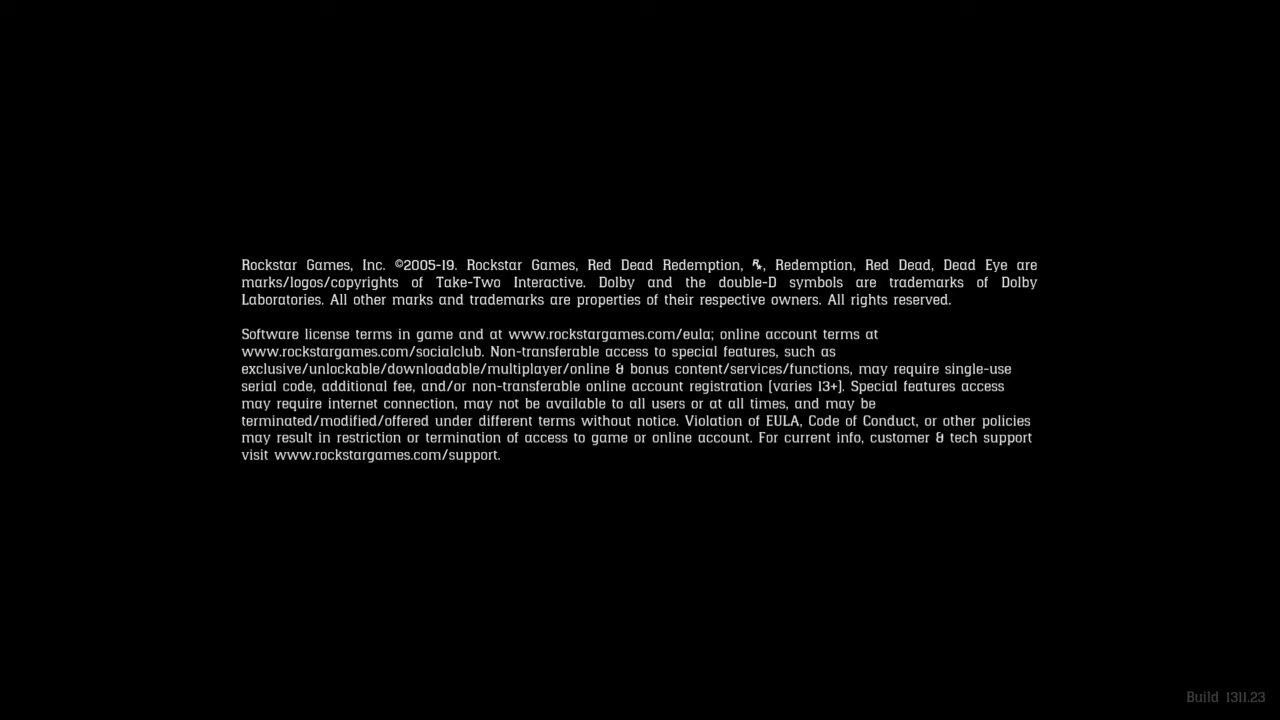 Rockstar Games, Inc. ©2005-19. Rockstar Games, Red Dead Redemption, R*, Redemption, Red Dead, Dead Eye are
marks/logos/copyrights of Take-Two Interactive. Dolby and the double-D symbols are trademarks of Dolby
Laboratories. All other marks and trademarks are properties of their respective owners. All rights reserved.
Software license terms in game and at www.rockstargames.com/eula; online account terms at
www.rockstargames.com/socialclub. Non-transferable access to special features, such as
exclusive/unlockable/downloadable/multiplayer/online & bonus content/services/functions, may require single-use
serial code, additional fee, and/or non-transferable online account registration [varies 13+]. Special features access
may require internet connection, may not be available to all users or at all times, and may be
terminated/modified/offered under different terms without notice. Violation of EULA, Code of Conduct, or other policies
may result in restriction or termination of access to game or online account. For current info, customer & tech support
visit www.rockstargames.com/support.
Build 1311.23